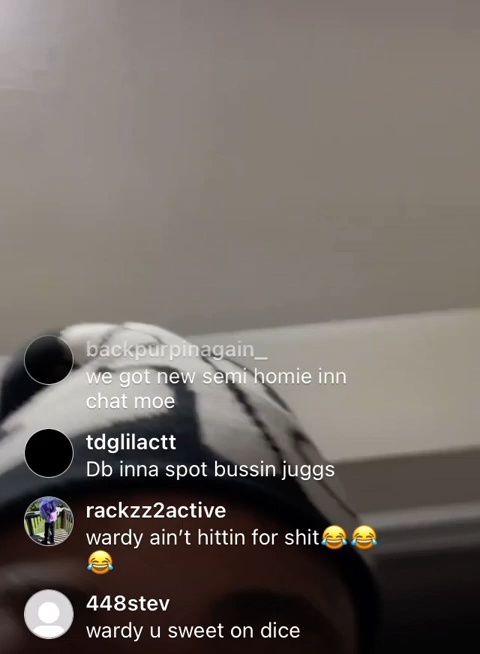 backpurpinagain_
we got new semi homie inn
chat moe
tdglilactt
Db inna spot bussin juggs
rackzz2active
wardy ain’t hittin for shit😂😂
😂
448stev
wardy u sweet on dice